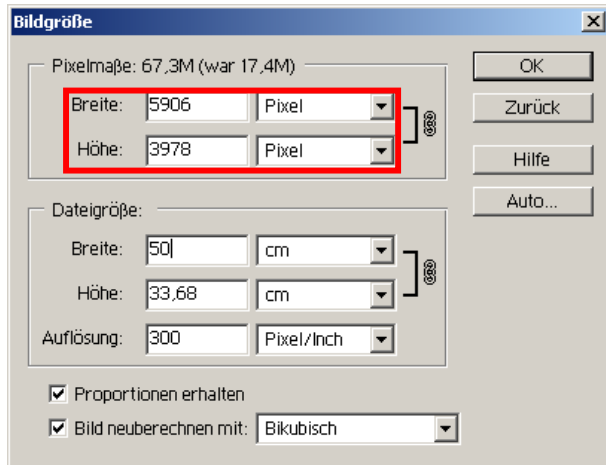 Bildgröße
Pixelmaße: 67,3M (war 17,4M)
Breite: 5906 Pixel
Höhe: 3978 Pixel
Dateigröße:
Breite: 50 cm
Höhe: 33,68 cm
Auflösung: 300 Pixel/Inch
Proportionen erhalten
Bild neuberechnen mit: Bikubisch
OK
Zurück
Hilfe
Auto...